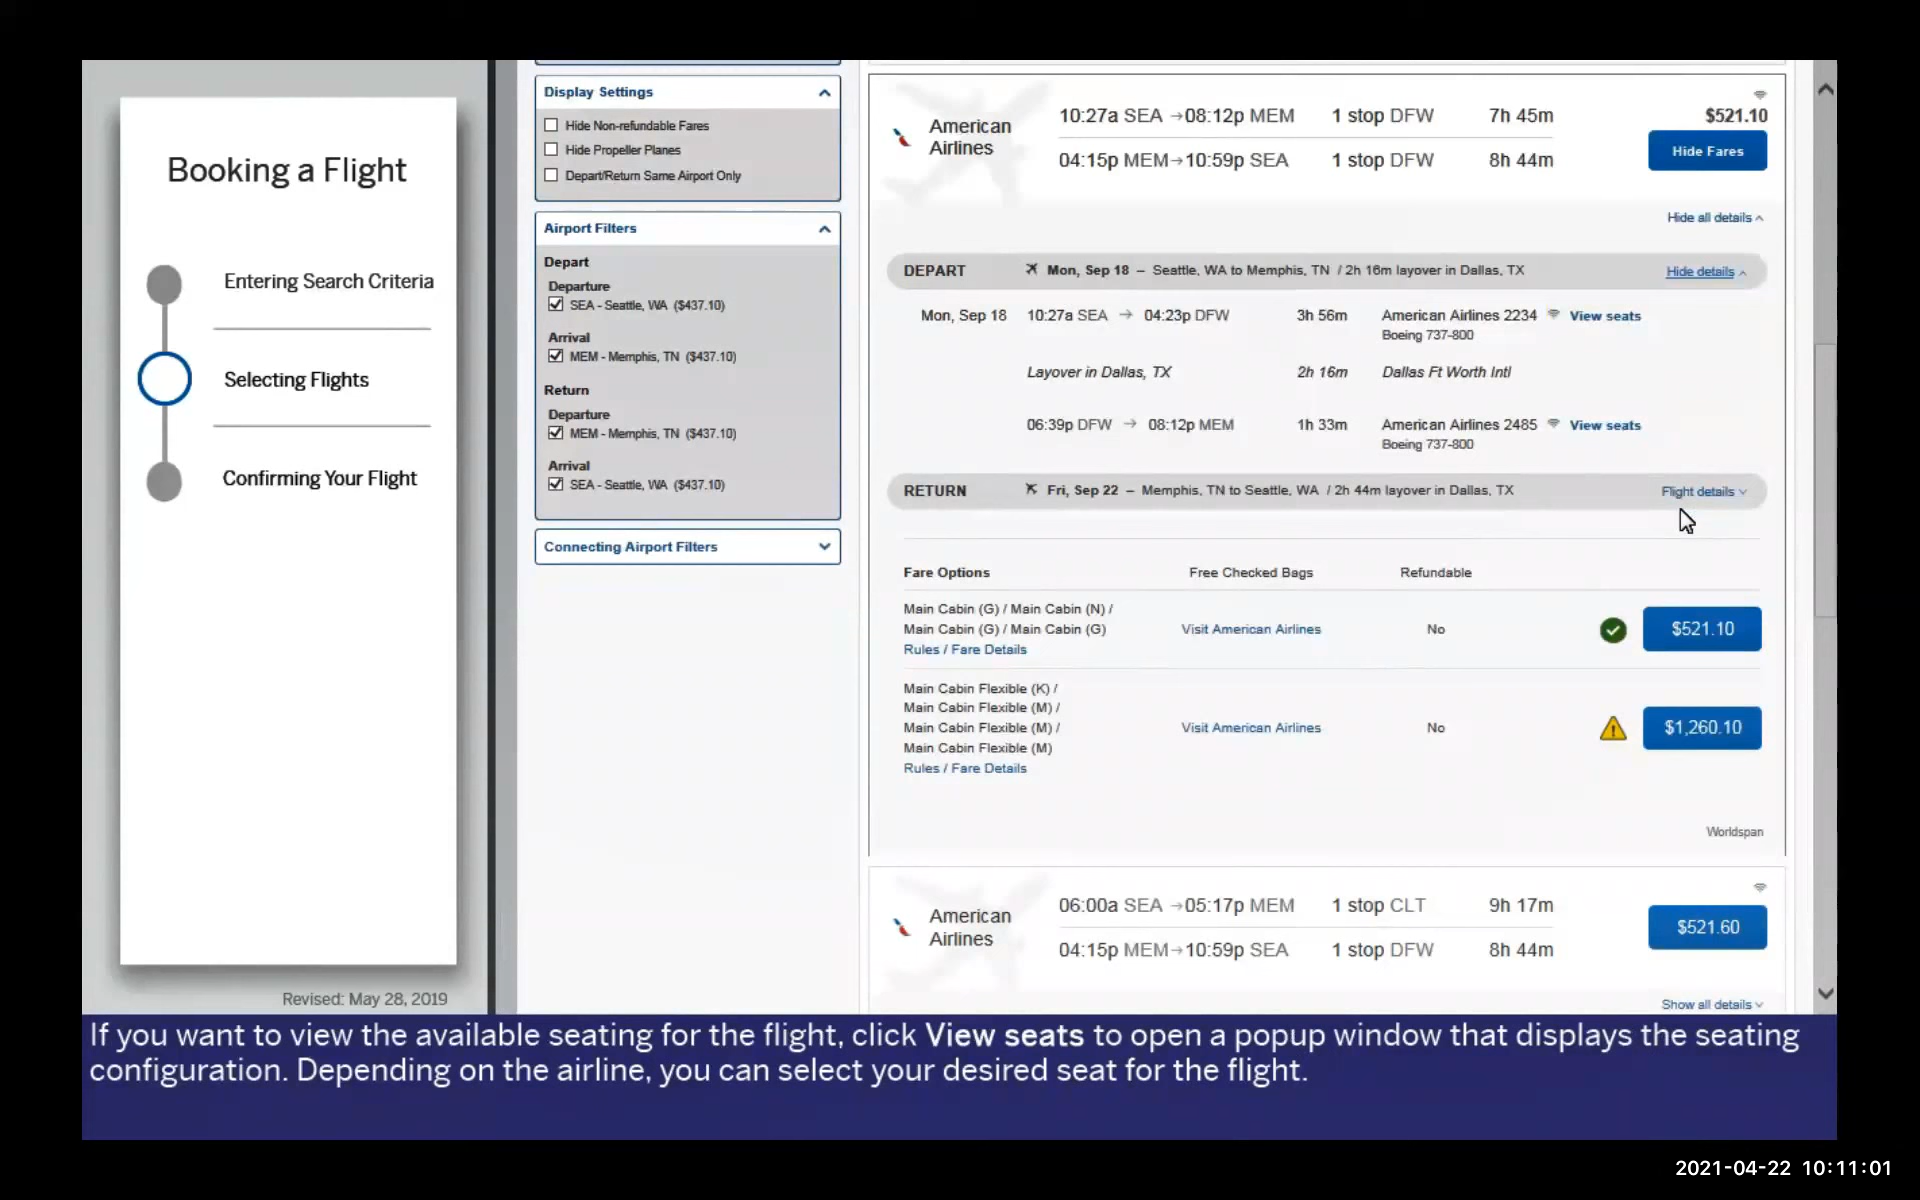 Booking a Flight
Entering Search Criteria
Selecting Flights
Confirming Your Flight
Revised: May 28, 2019
Display Settings
Hide Non-refundable Fares
Hide Propeller Planes
Depart/Return Same Airport Only
Airport Filters
Depart
Departure
SEA - Seattle, WA ($437.10)
Arrival
MEM - Memphis, TN ($437.10)
Return
Departure
MEM - Memphis, TN ($437.10)
Arrival
SEA - Seattle, WA ($437.10)
Connecting Airport Filters
American
Airlines
10:27a SEA → 08:12p MEM 1 stop DFW 7h 45m
04:15p MEM → 10:59p SEA 1 stop DFW 8h 44m
$521.10
Hide Fares
Hide all details
DEPART Mon, Sep 18 – Seattle, WA to Memphis, TN / 2h 16m layover in Dallas, TX Hide details
Mon, Sep 18 10:27a SEA → 04:23p DFW 3h 56m American Airlines 2234 View seats
Boeing 737-800
Layover in Dallas, TX 2h 16m Dallas Ft Worth Intl
06:39p DFW → 08:12p MEM 1h 33m American Airlines 2485 View seats
Boeing 737-800
RETURN Fri, Sep 22 – Memphis, TN to Seattle, WA / 2h 44m layover in Dallas, TX Flight details
Fare Options Free Checked Bags Refundable
Main Cabin (G) / Main Cabin (N) /
Main Cabin (G) / Main Cabin (G) Visit American Airlines No $521.10
Rules / Fare Details
Main Cabin Flexible (K) /
Main Cabin Flexible (M) /
Main Cabin Flexible (M) / Visit American Airlines No $1,260.10
Main Cabin Flexible (M)
Rules / Fare Details
Worldspan
American
Airlines
06:00a SEA → 05:17p MEM 1 stop CLT 9h 17m
04:15p MEM → 10:59p SEA 1 stop DFW 8h 44m
$521.60
Show all details
If you want to view the available seating for the flight, click View seats to open a popup window that displays the seating
configuration. Depending on the airline, you can select your desired seat for the flight.
2021-04-22 10:11:01